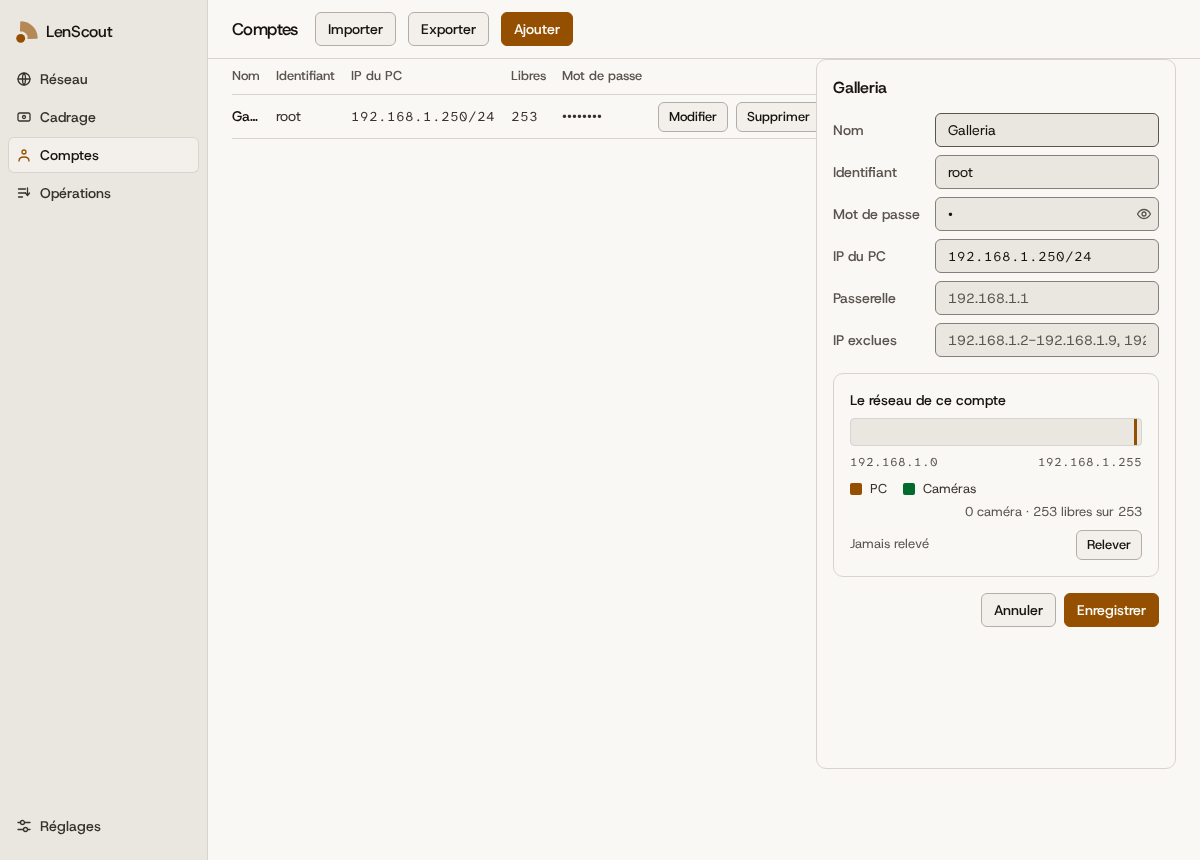 LenScout
Réseau
Cadrage
Comptes
Opérations
Réglages
Comptes
Importer
Exporter
Ajouter
Nom Identifiant IP du PC Libres Mot de passe
Ga… root 192.168.1.250/24 253 •••••••• Modifier Supprimer
Galleria
Nom Galleria
Identifiant root
Mot de passe •
IP du PC 192.168.1.250/24
Passerelle 192.168.1.1
IP exclues 192.168.1.2–192.168.1.9, 192
Le réseau de ce compte
192.168.1.0 192.168.1.255
PC Caméras
0 caméra · 253 libres sur 253
Jamais relevé Relever
Annuler Enregistrer